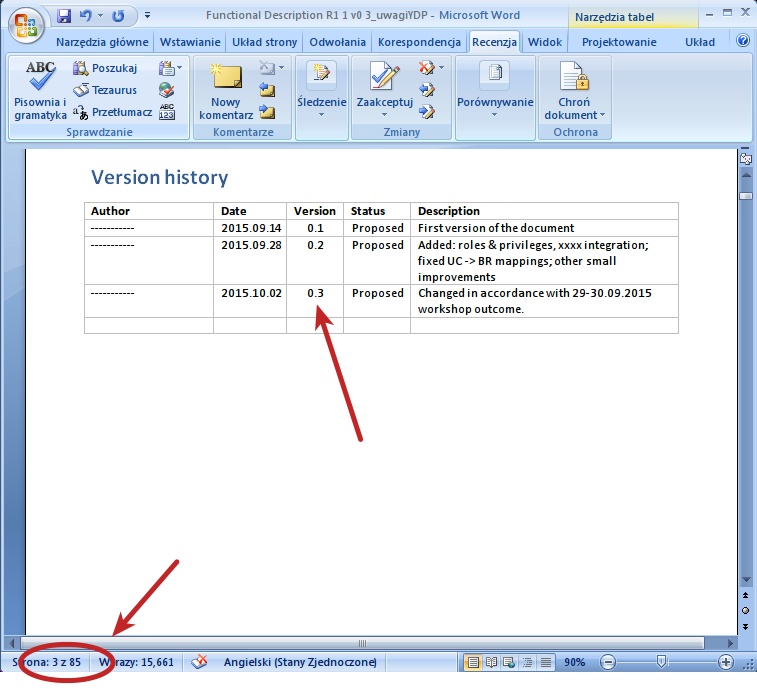 Functional Description R1 1 v0 3_uwagiYDP - Microsoft Word
Narzędzia tabel
Narzędzia główne Wstawianie Układ strony Odwołania Korespondencja Recenzja Widok Projektowanie Układ
ABC
Pisownia i gramatyka
Poszukaj
Tezaurus
Przetłumacz
ABC
123
Sprawdzanie
Nowy komentarz
Komentarze
Śledzenie
Zaakceptuj
Zmiany
Porównywanie
Chroń dokument
Ochrona
Version history
Author Date Version Status Description
----------- 2015.09.14 0.1 Proposed First version of the document
----------- 2015.09.28 0.2 Proposed Added: roles & privileges, xxxx integration;
fixed UC -> BR mappings; other small
improvements
----------- 2015.10.02 0.3 Proposed Changed in accordance with 29-30.09.2015
workshop outcome.
Strona: 3 z 85 Wyrazy: 15,661 Angielski (Stany Zjednoczone) 90%